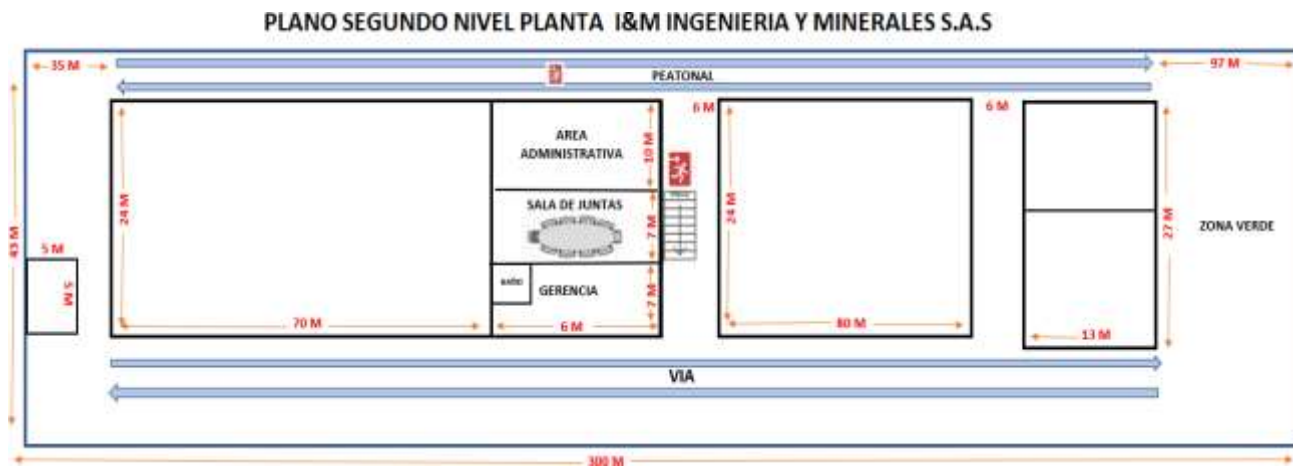 PLANO SEGUNDO NIVEL PLANTA I&M INGENIERIA Y MINERALES S.A.S
35 M
97 M
PEATONAL
6 M
6 M
AREA
ADMINISTRATIVA
10 M
24 M
SALA DE JUNTAS
7 M
24 M
27 M
ZONA VERDE
43 M
5 M
5 M
BAÑO
GERENCIA
7 M
70 M
6 M
80 M
13 M
VIA
300 M